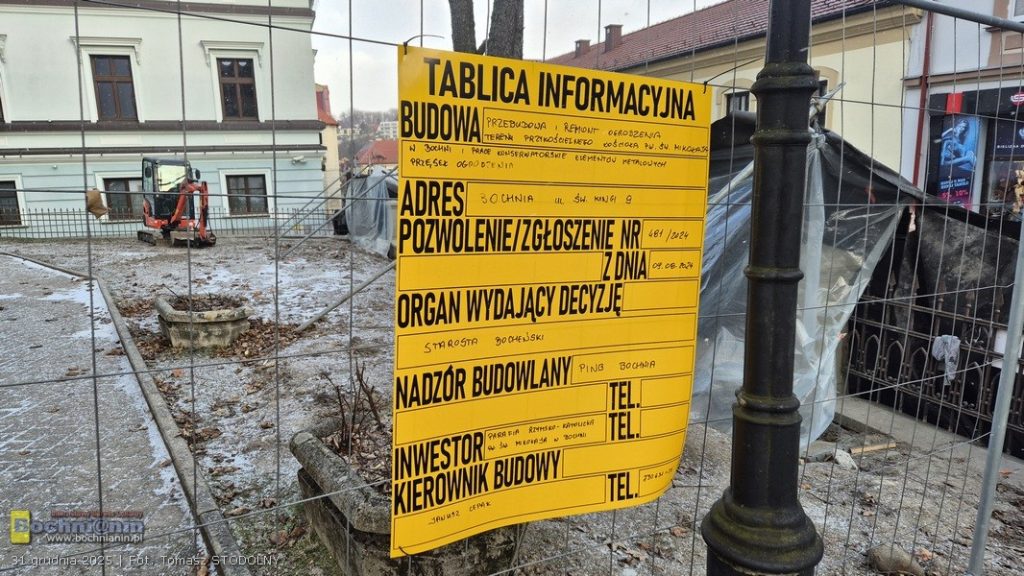 TABLICA INFORMACYJNA
BUDOWA PRZEBUDOWA I REMONT OGRODZENIA
TERENU PRZYKOŚCIELNEGO KOŚCIOŁA PW. ŚW. MIKOŁAJA
W BOCHNI I PRACE KONSERWATORSKIE ELEMENTÓW METALOWYCH
PRZĘSEŁ OGRODZENIA
ADRES BOCHNIA UL. ŚW. KINGI 9
POZWOLENIE/ZGŁOSZENIE NR 481/2024
Z DNIA 09.08.2024
ORGAN WYDAJĄCY DECYZJĘ
STAROSTA BOCHEŃSKI
NADZÓR BUDOWLANY PINB BOCHNIA
TEL.
INWESTOR PARAFIA RZYMSKO-KATOLICKA
P.W. ŚW. MIKOŁAJA W BOCHNI TEL.
KIEROWNIK BUDOWY
JANUSZ CEPAK TEL.
Bochnianin
www.bochnianin.pl
31 grudnia 2025 | Fot. Tomasz STODOLNY